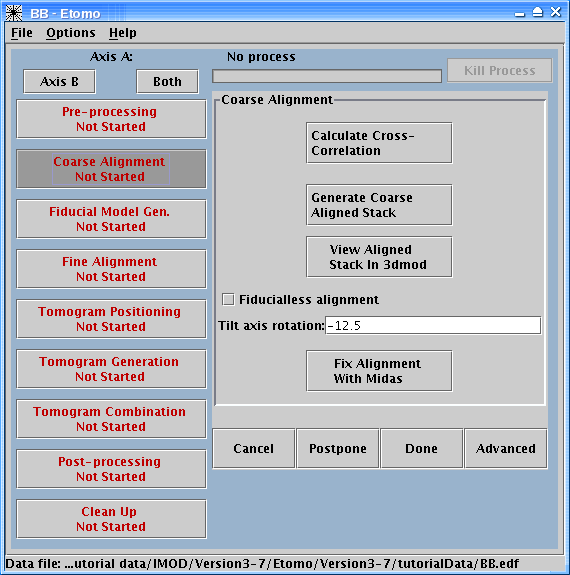 BB - Etomo
File Options Help
Axis A:
No process
Axis B
Both
Kill Process
Pre-processing
Not Started
Coarse Alignment
Not Started
Fiducial Model Gen.
Not Started
Fine Alignment
Not Started
Tomogram Positioning
Not Started
Tomogram Generation
Not Started
Tomogram Combination
Not Started
Post-processing
Not Started
Clean Up
Not Started
Coarse Alignment
Calculate Cross-
Correlation
Generate Coarse
Aligned Stack
View Aligned
Stack In 3dmod
Fiducialless alignment
Tilt axis rotation: -12.5
Fix Alignment
With Midas
Cancel Postpone Done Advanced
Data file: ...utorial data/IMOD/Version3-7/Etomo/Version3-7/tutorialData/BB.edf